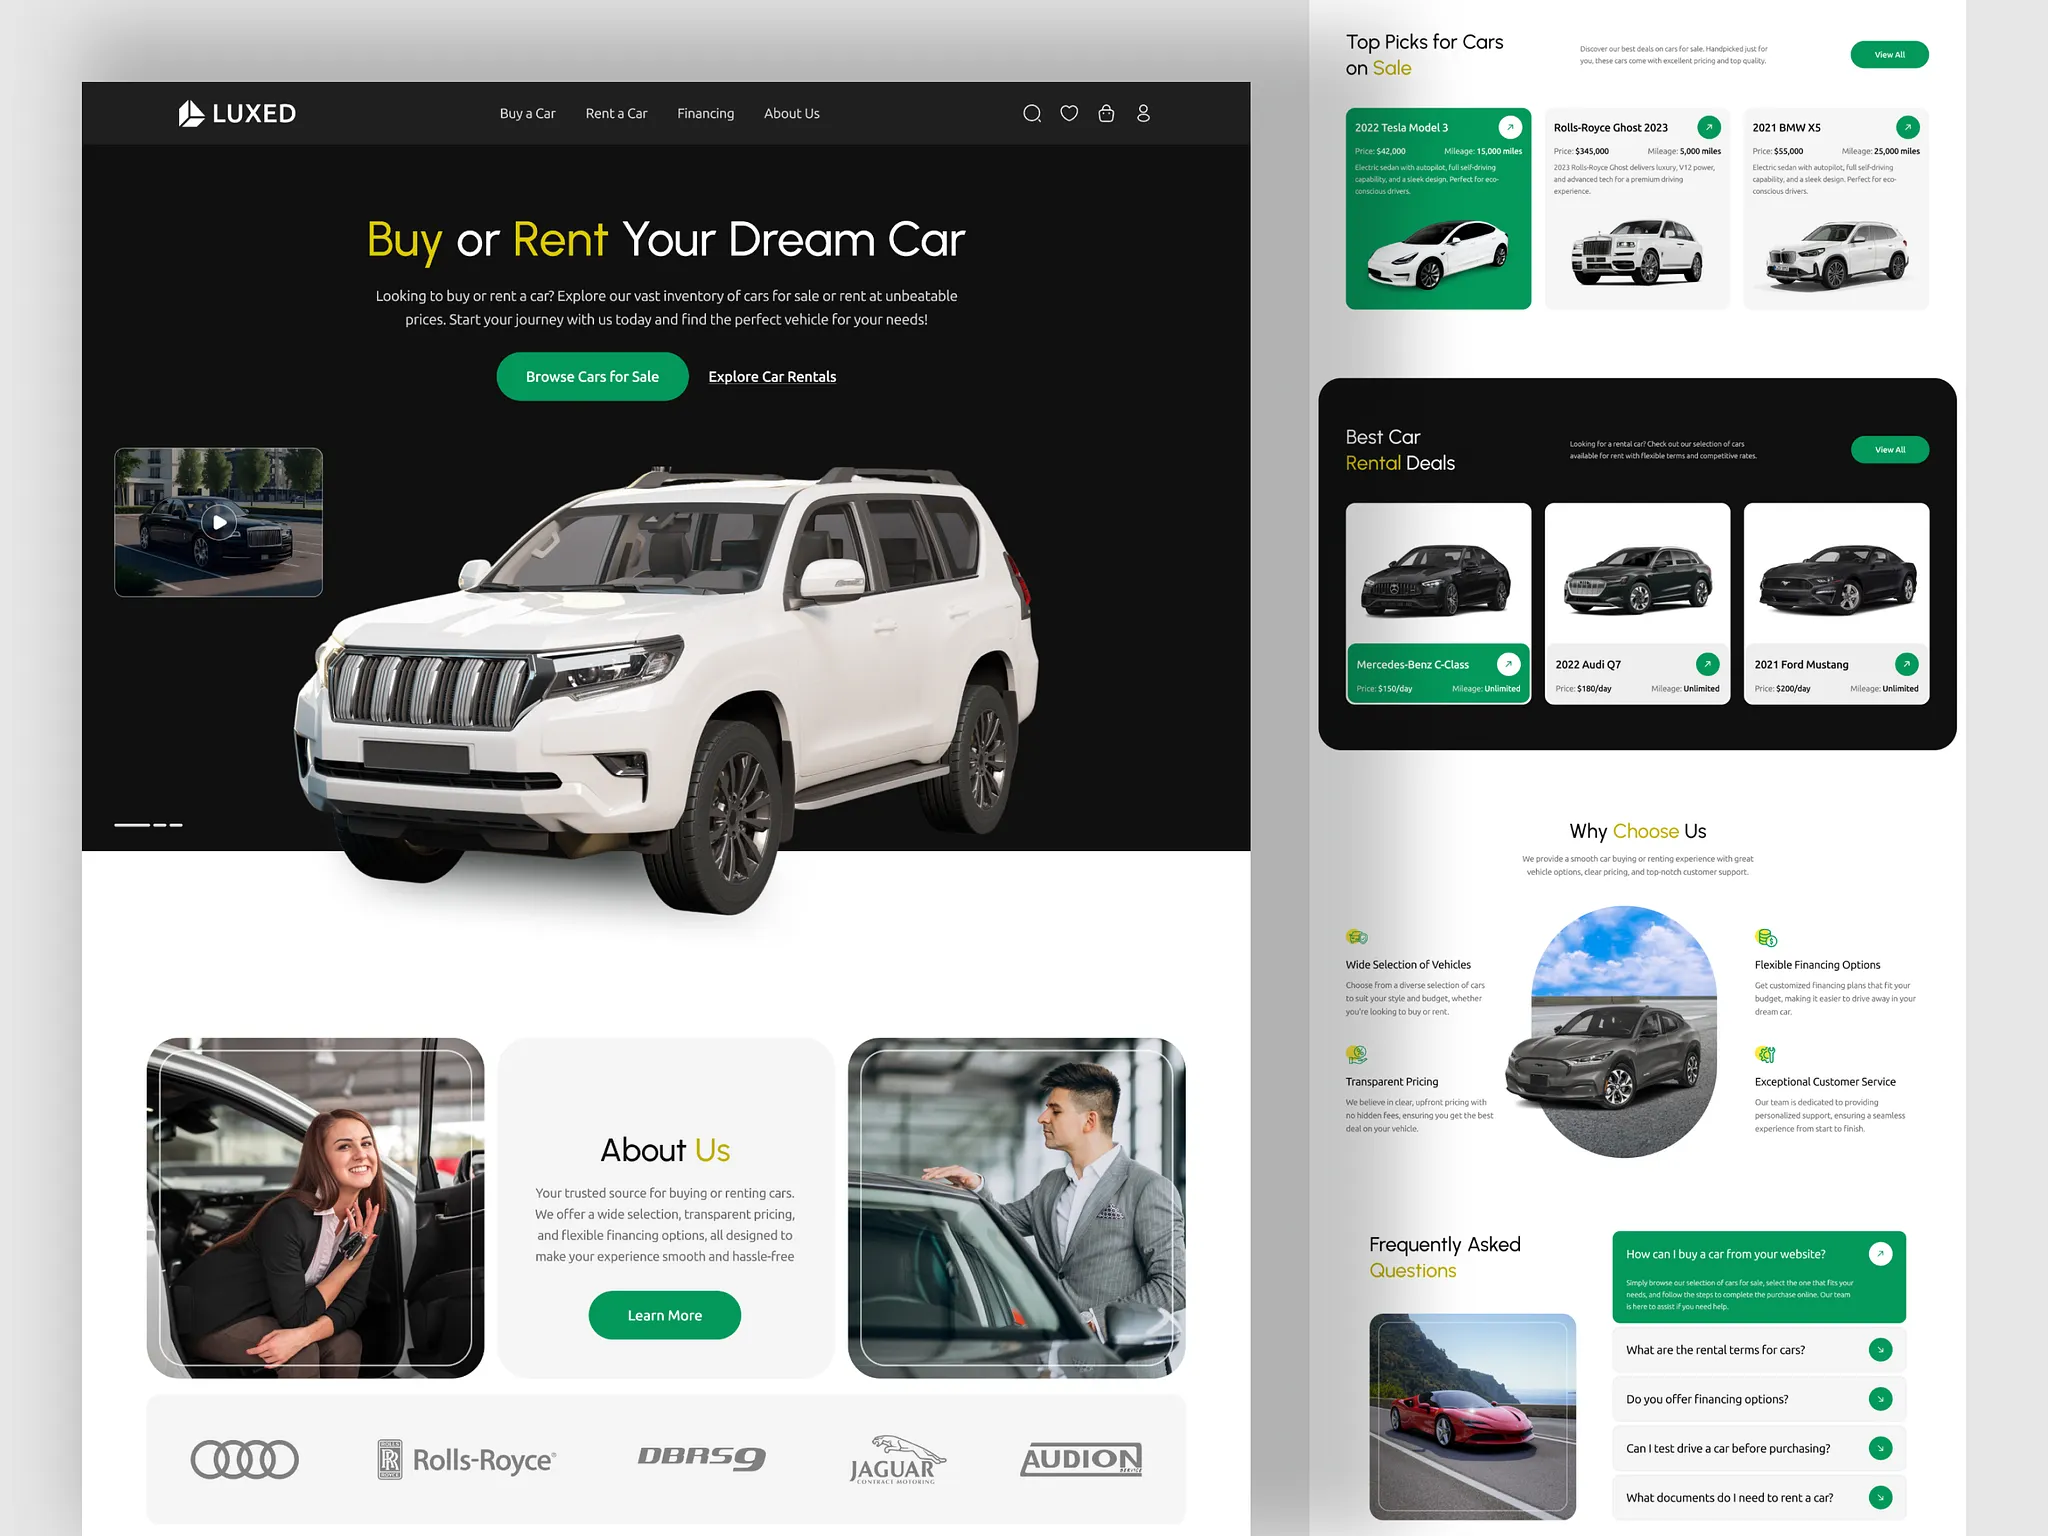 LUXED
Buy a Car
Rent a Car
Financing
About Us
Buy or Rent Your Dream Car
Looking to buy or rent a car? Explore our vast inventory of cars for sale or rent at unbeatable
prices. Start your journey with us today and find the perfect vehicle for your needs!
Browse Cars for Sale
Explore Car Rentals
About Us
Your trusted source for buying or renting cars.
We offer a wide selection, transparent pricing,
and flexible financing options, all designed to
make your experience smooth and hassle-free
Learn More
ROLLS
RR
ROYCE
Rolls-Royce®
DBRS9
JAGUAR
CONTRACT MOTORING
AUDION
SERVICE
Top Picks for Cars
on Sale
Discover our best deals on cars for sale. Handpicked just for
you, these cars come with excellent pricing and top quality.
View All
2022 Tesla Model 3
Price: $42,000
Mileage: 15,000 miles
Electric sedan with autopilot, full self-driving
capability, and a sleek design. Perfect for eco-
conscious drivers.
Rolls-Royce Ghost 2023
Price: $345,000
Mileage: 5,000 miles
2023 Rolls-Royce Ghost delivers luxury, V12 power,
and advanced tech for a premium driving
experience.
2021 BMW X5
Price: $55,000
Mileage: 25,000 miles
Electric sedan with autopilot, full self-driving
capability, and a sleek design. Perfect for eco-
conscious drivers.
Best Car
Rental Deals
Looking for a rental car? Check out our selection of cars
available for rent with flexible terms and competitive rates.
View All
Mercedes-Benz C-Class
Price: $150/day
Mileage: Unlimited
2022 Audi Q7
Price: $180/day
Mileage: Unlimited
2021 Ford Mustang
Price: $200/day
Mileage: Unlimited
Why Choose Us
We provide a smooth car buying or renting experience with great
vehicle options, clear pricing, and top-notch customer support.
Wide Selection of Vehicles
Choose from a diverse selection of cars
to suit your style and budget, whether
you're looking to buy or rent.
Transparent Pricing
We believe in clear, upfront pricing with
no hidden fees, ensuring you get the best
deal on your vehicle.
Flexible Financing Options
Get customized financing plans that fit your
budget, making it easier to drive away in your
dream car.
Exceptional Customer Service
Our team is dedicated to providing
personalized support, ensuring a seamless
experience from start to finish.
Frequently Asked
Questions
How can I buy a car from your website?
Simply browse our selection of cars for sale, select the one that fits your
needs, and follow the steps to complete the purchase online. Our team
is here to assist if you need help.
What are the rental terms for cars?
Do you offer financing options?
Can I test drive a car before purchasing?
What documents do I need to rent a car?